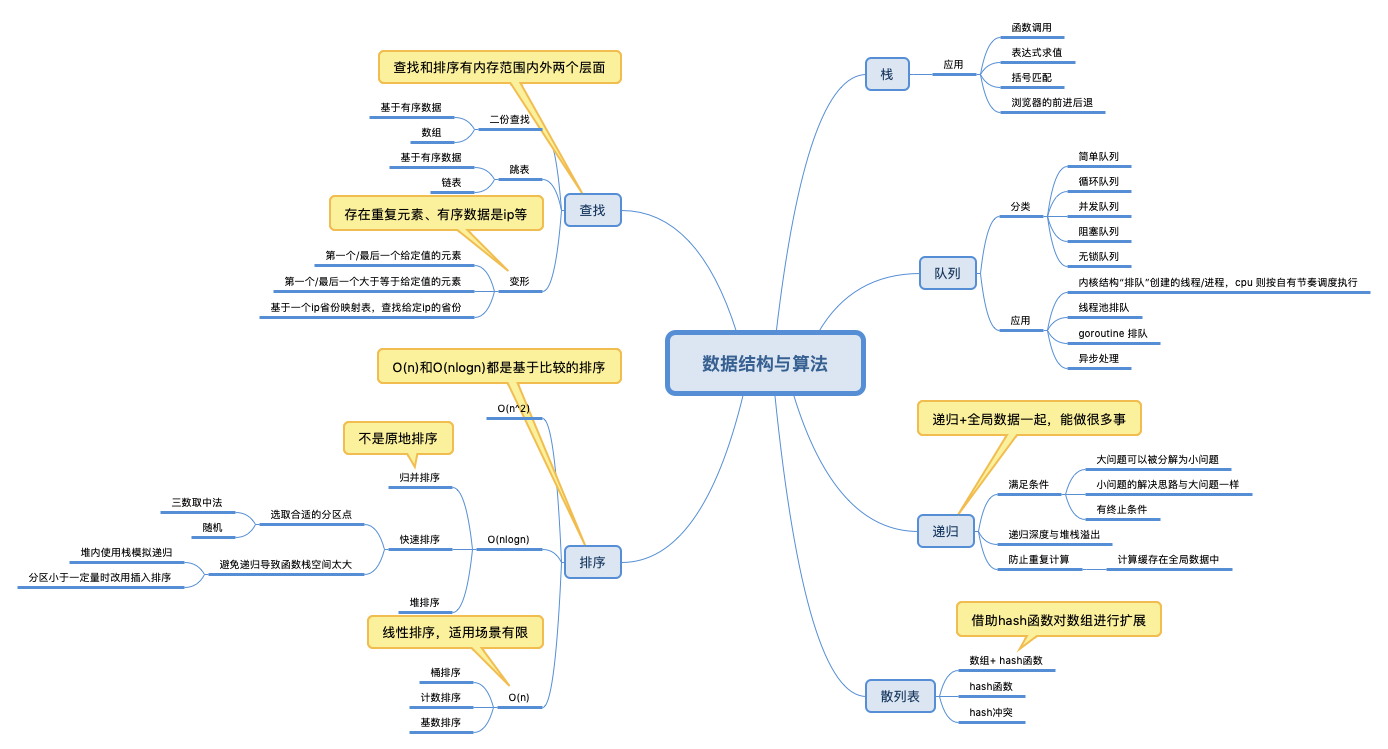 数据结构与算法
栈
应用
函数调用
表达式求值
括号匹配
浏览器的前进后退
队列
分类
简单队列
循环队列
并发队列
阻塞队列
无锁队列
应用
内核结构“排队”创建的线程/进程，cpu 则按自有节奏调度执行
线程池排队
goroutine 排队
异步处理
递归+全局数据一起，能做很多事
递归
满足条件
大问题可以被分解为小问题
小问题的解决思路与大问题一样
有终止条件
递归深度与堆栈溢出
防止重复计算
计算缓存在全局数据中
借助hash函数对数组进行扩展
散列表
数组+ hash函数
hash函数
hash冲突
查找和排序有内存范围内外两个层面
查找
二份查找
基于有序数据
数组
跳表
基于有序数据
链表
存在重复元素、有序数据是ip等
变形
第一个/最后一个给定值的元素
第一个/最后一个大于等于给定值的元素
基于一个ip省份映射表，查找给定ip的省份
O(n)和O(nlogn)都是基于比较的排序
排序
O(n^2)
O(nlogn)
不是原地排序
归并排序
快速排序
选取合适的分区点
三数取中法
随机
避免递归导致函数栈空间太大
堆内使用栈模拟递归
分区小于一定量时改用插入排序
堆排序
线性排序，适用场景有限
O(n)
桶排序
计数排序
基数排序